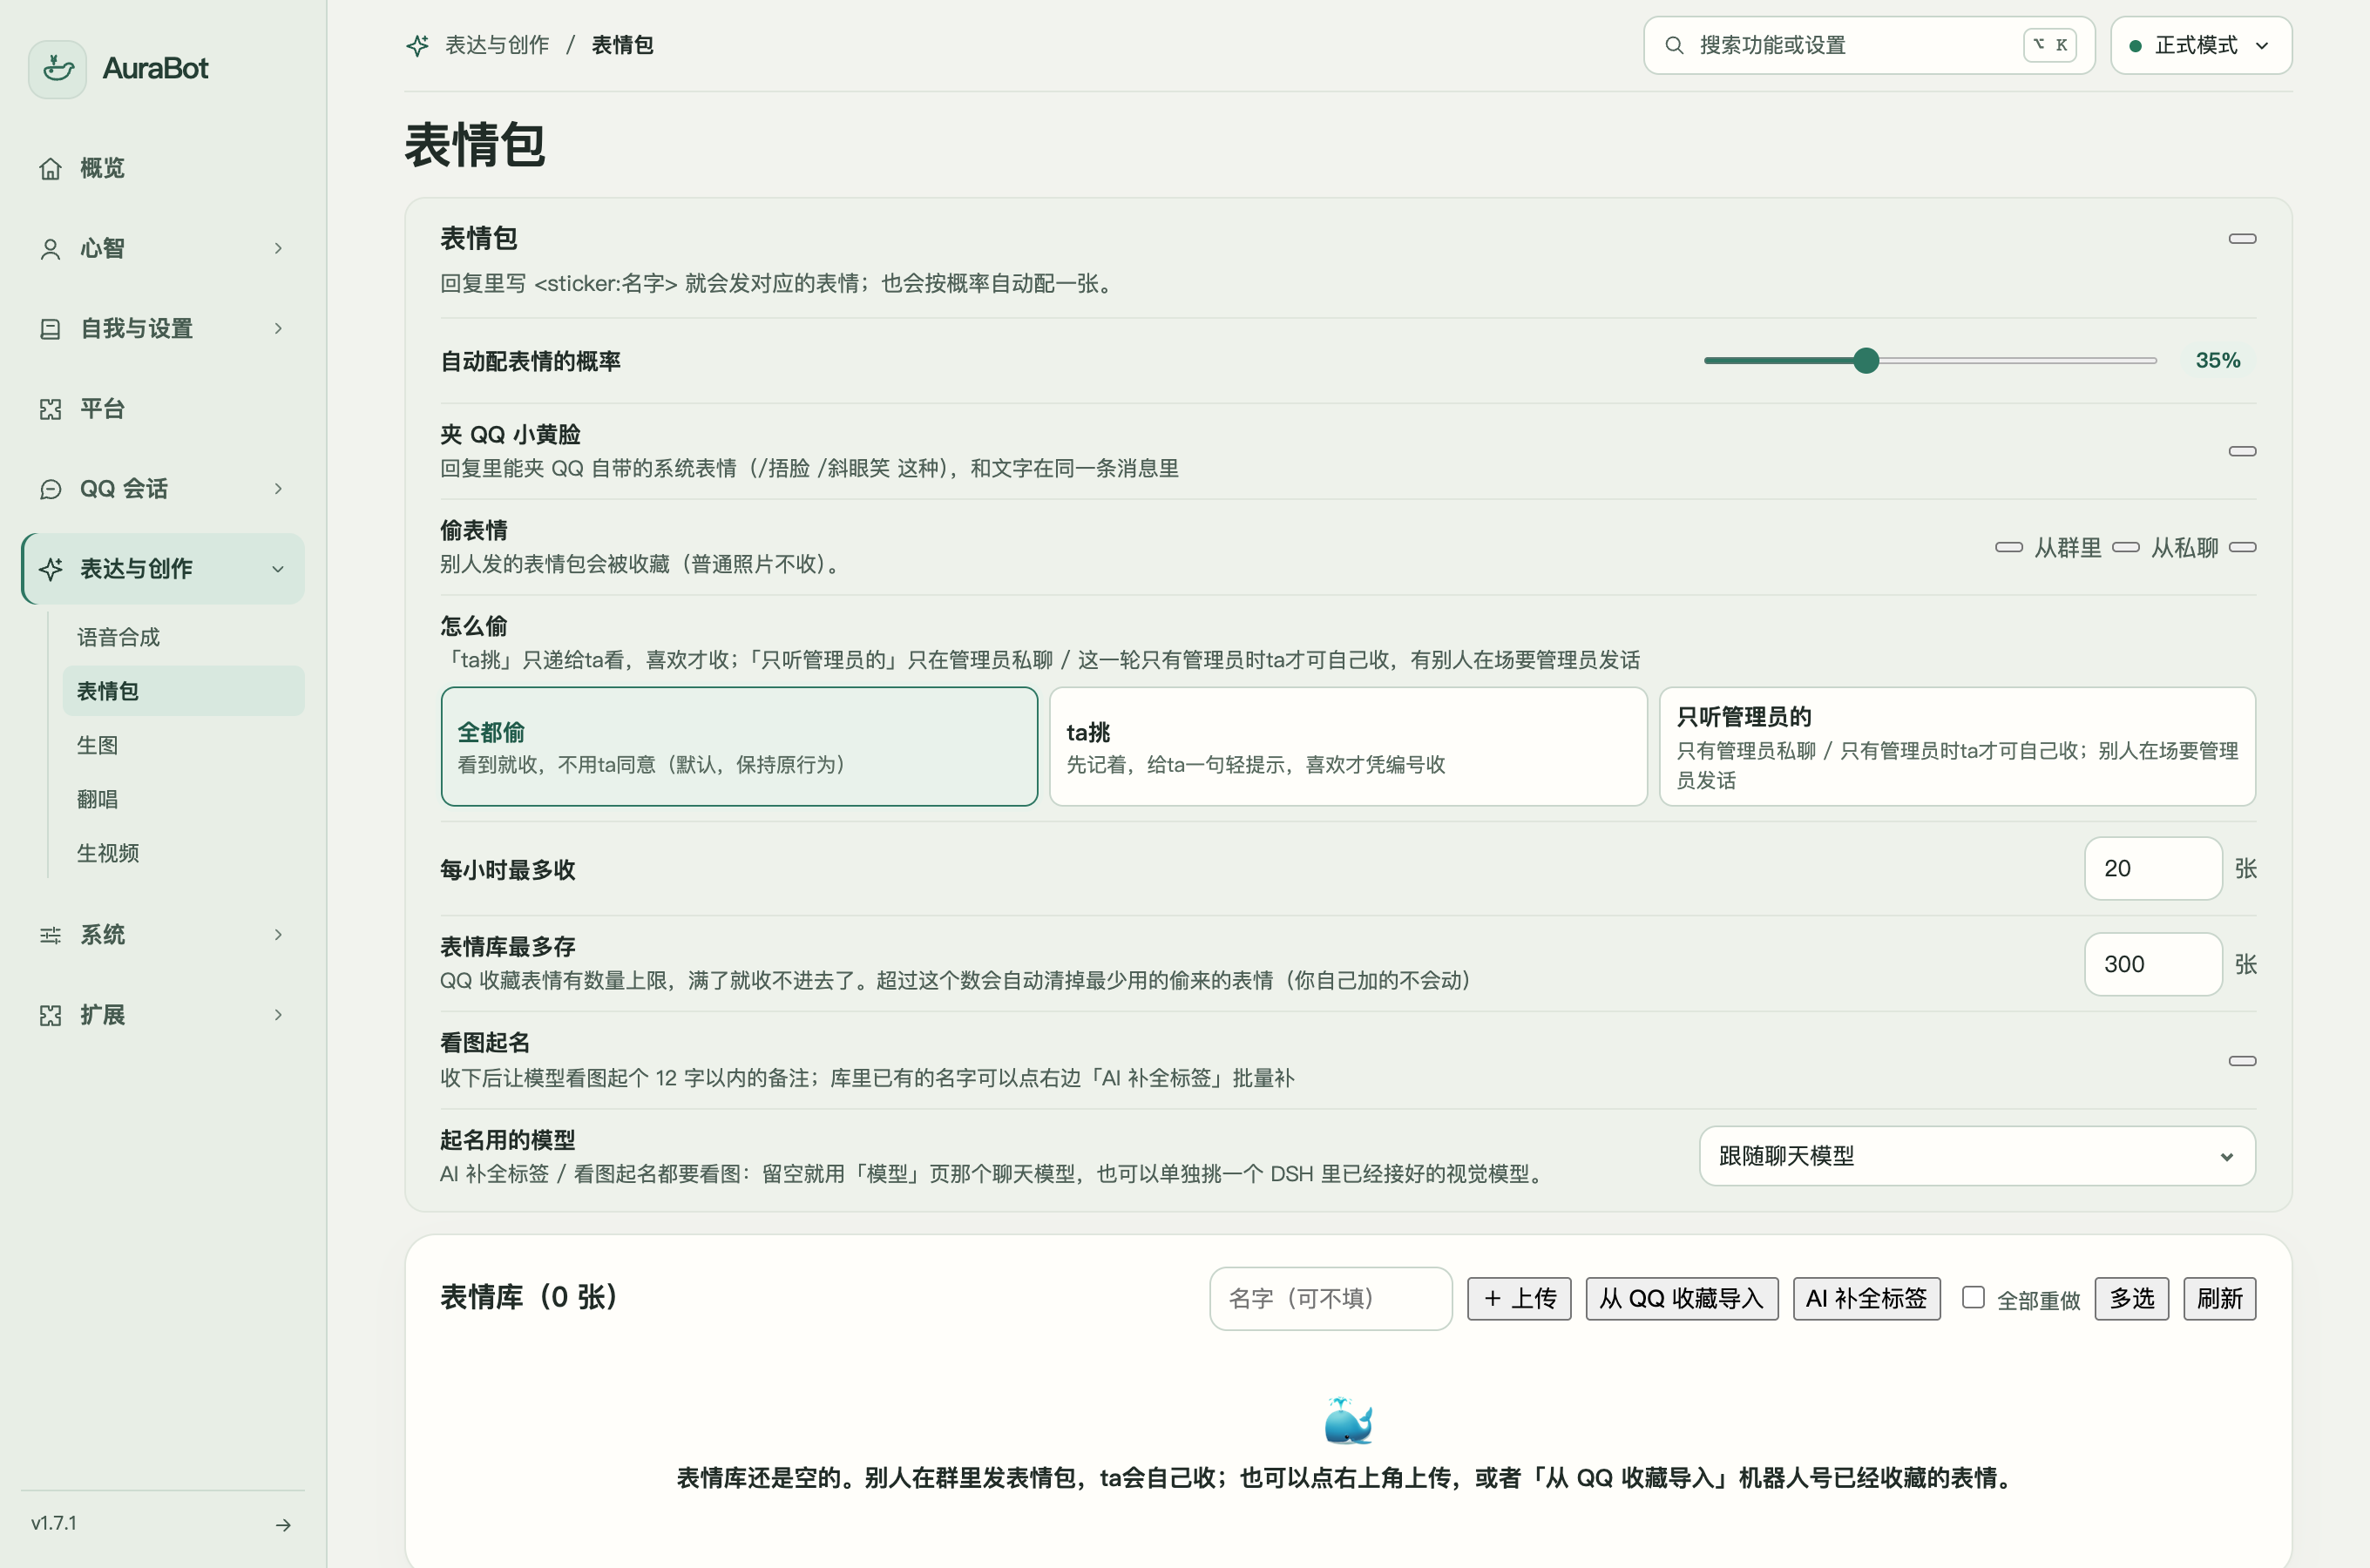 AuraBot
概览
心智
自我与设置
平台
QQ 会话
表达与创作
语音合成
表情包
生图
翻唱
生视频
系统
扩展
v1.7.1
表达与创作 / 表情包
搜索功能或设置
⌥ K
正式模式
表情包
表情包
回复里写 <sticker:名字> 就会发对应的表情；也会按概率自动配一张。
自动配表情的概率
35%
夹 QQ 小黄脸
回复里能夹 QQ 自带的系统表情（/捂脸 /斜眼笑 这种），和文字在同一条消息里
偷表情
别人发的表情包会被收藏（普通照片不收）。
从群里
从私聊
怎么偷
「ta挑」只递给ta看，喜欢才收；「只听管理员的」只在管理员私聊 / 这一轮只有管理员时ta才可自己收，有别人在场要管理员发话
全都偷
看到就收，不用ta同意（默认，保持原行为）
ta挑
先记着，给ta一句轻提示，喜欢才凭编号收
只听管理员的
只有管理员私聊 / 只有管理员时ta才可自己收；别人在场要管理
员发话
每小时最多收
20 张
表情库最多存
QQ 收藏表情有数量上限，满了就收不进去了。超过这个数会自动清掉最少用的偷来的表情（你自己加的不会动）
300 张
看图起名
收下后让模型看图起个 12 字以内的备注；库里已有的名字可以点右边「AI 补全标签」批量补
起名用的模型
AI 补全标签 / 看图起名都要看图：留空就用「模型」页那个聊天模型，也可以单独挑一个 DSH 里已经接好的视觉模型。
跟随聊天模型
表情库（0 张）
名字（可不填）
＋ 上传
从 QQ 收藏导入
AI 补全标签
全部重做
多选
刷新
表情库还是空的。别人在群里发表情包，ta会自己收；也可以点右上角上传，或者「从 QQ 收藏导入」机器人号已经收藏的表情。